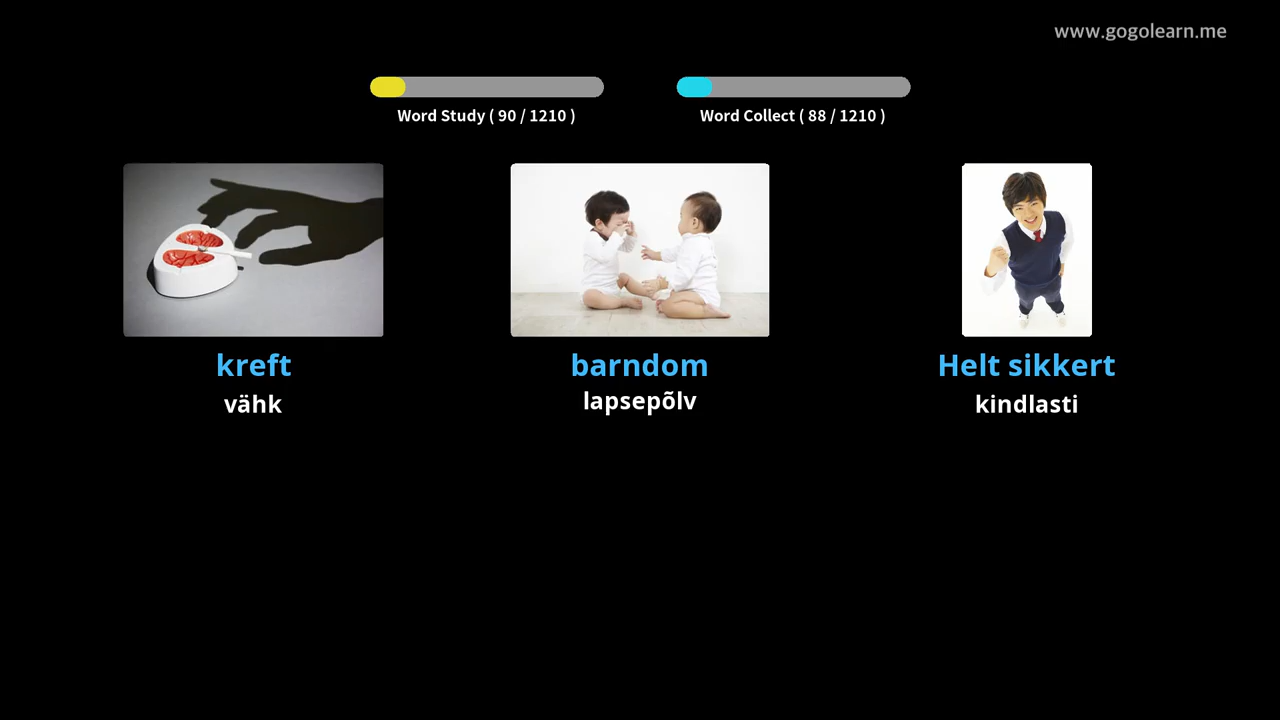 www.gogolearn.me
Word Study ( 90 / 1210 )
Word Collect ( 88 / 1210 )
kreft
vähk
barndom
lapsepõlv
Helt sikkert
kindlasti